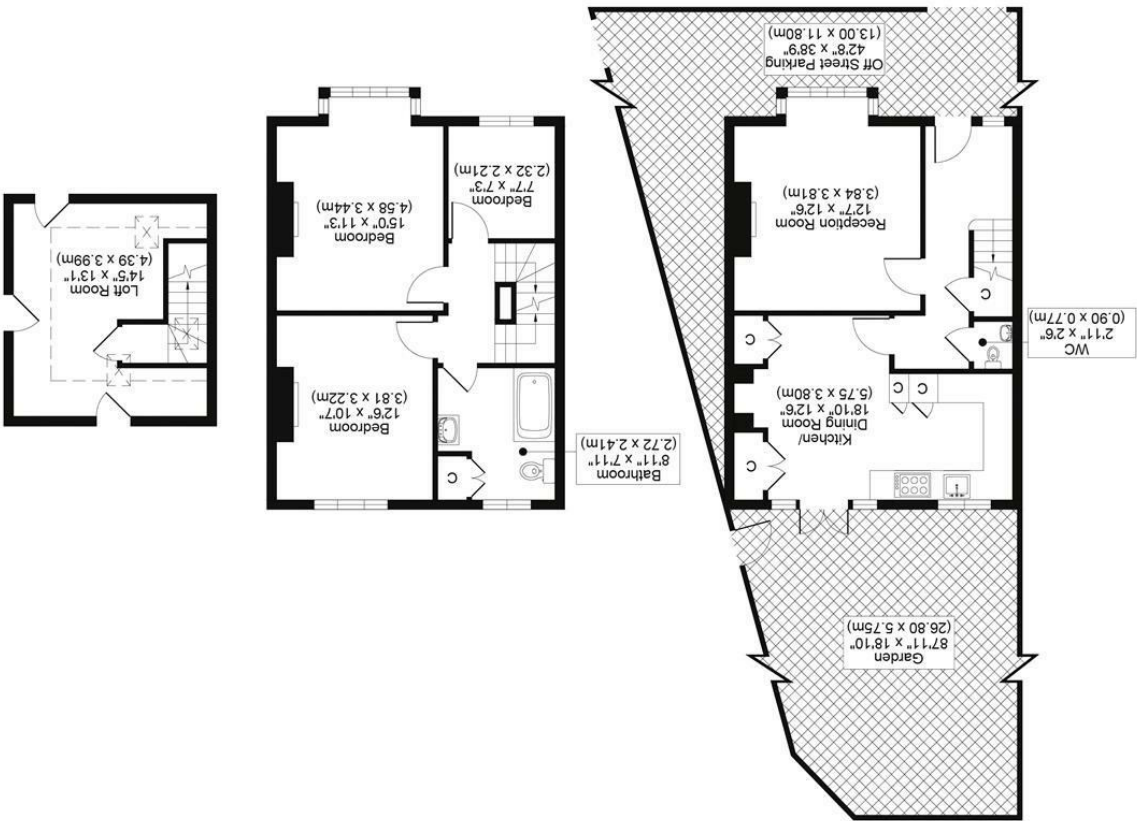 Garden
87'11" x 18'10"
(26.80 x 5.75m)
C
Kitchen/
Dining Room
18'10" x 12'6"
(5.75 x 3.80m)
C
C
C
WC
2'11" x 2'6"
(0.90 x 0.77m)
C
Reception Room
12'7" x 12'6"
(3.84 x 3.81m)
Off Street Parking
42'8" x 38'9"
(13.00 x 11.80m)
C
Bathroom
8'11" x 7'11"
(2.72 x 2.41m)
Bedroom
12'6" x 10'7"
(3.81 x 3.22m)
Bedroom
7'7" x 7'3"
(2.32 x 2.21m)
Bedroom
15'0" x 11'3"
(4.58 x 3.44m)
Loft Room
14'5" x 13'1"
(4.39 x 3.99m)